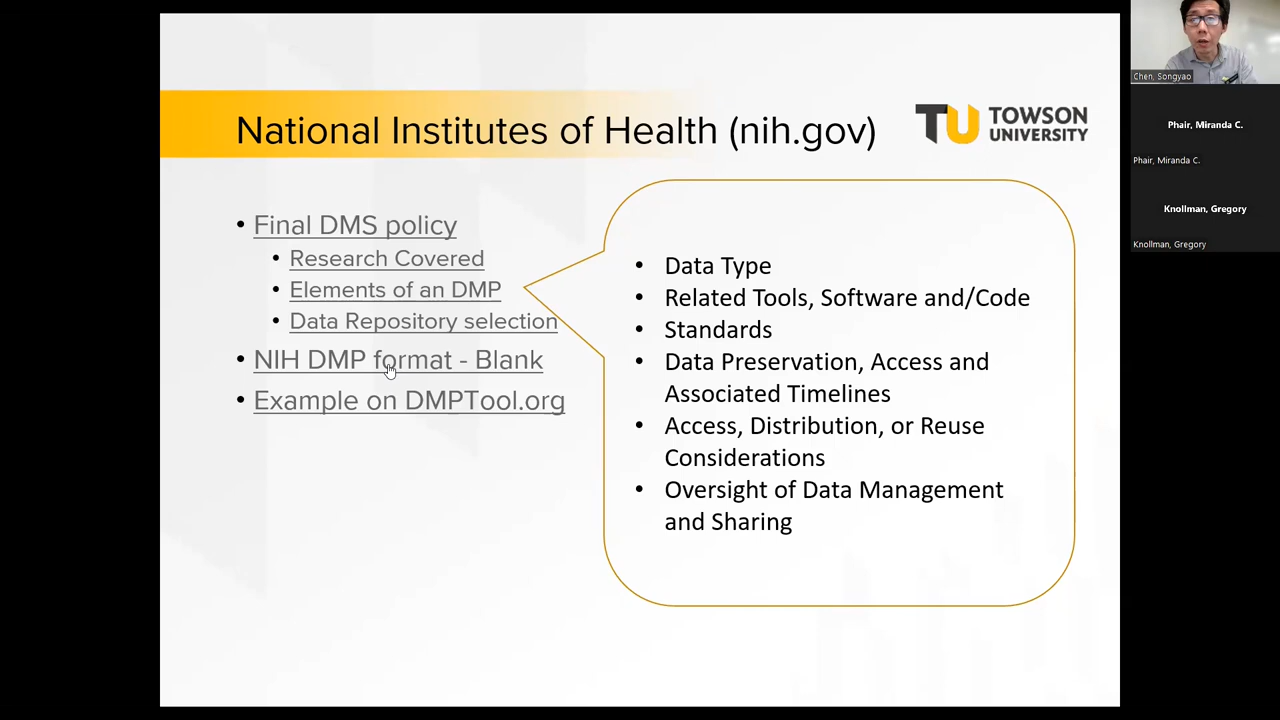 National Institutes of Health (nih.gov)
TU TOWSON
UNIVERSITY
• Final DMS policy
• Research Covered
• Elements of an DMP
• Data Repository selection
• NIH DMP format - Blank
• Example on DMPTool.org
• Data Type
• Related Tools, Software and/Code
• Standards
• Data Preservation, Access and
Associated Timelines
• Access, Distribution, or Reuse
Considerations
• Oversight of Data Management
and Sharing
Chen, Songyao
Phair, Miranda C.
Phair, Miranda C.
Knollman, Gregory
Knollman, Gregory